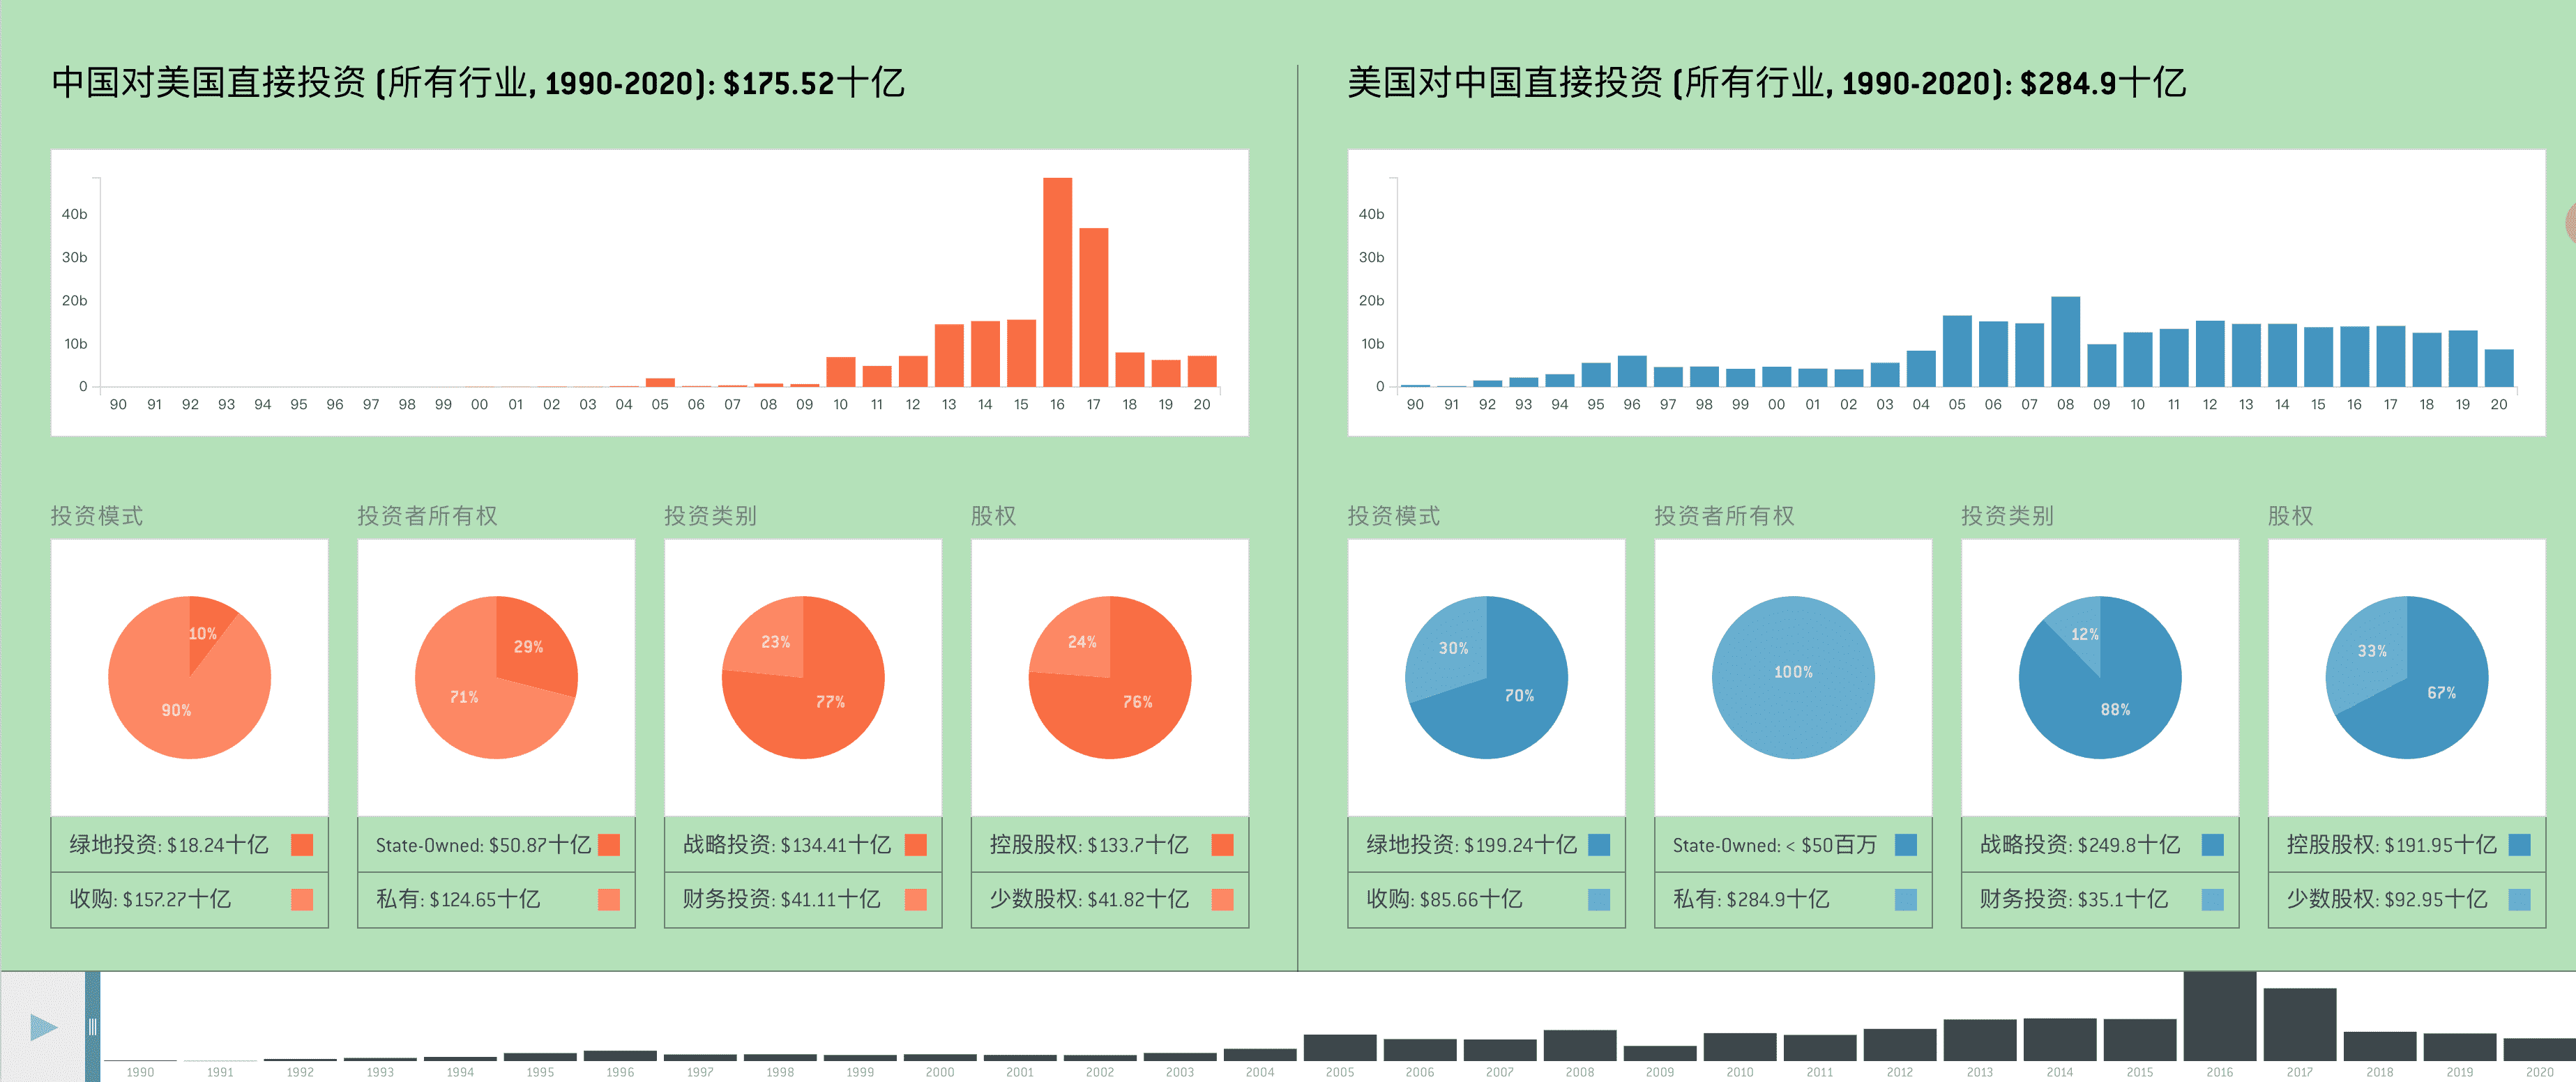 中国对美国直接投资 (所有行业, 1990-2020): $175.52十亿
40b
30b
20b
10b
0
90 91 92 93 94 95 96 97 98 99 00 01 02 03 04 05 06 07 08 09 10 11 12 13 14 15 16 17 18 19 20
投资模式 投资者所有权 投资类别 股权
10%
90%
29%
71%
23%
77%
24%
76%
绿地投资: $18.24十亿
收购: $157.27十亿
State-Owned: $50.87十亿
私有: $124.65十亿
战略投资: $134.41十亿
财务投资: $41.11十亿
控股股权: $133.7十亿
少数股权: $41.82十亿
美国对中国直接投资 (所有行业, 1990-2020): $284.9十亿
40b
30b
20b
10b
0
90 91 92 93 94 95 96 97 98 99 00 01 02 03 04 05 06 07 08 09 10 11 12 13 14 15 16 17 18 19 20
投资模式 投资者所有权 投资类别 股权
30%
70%
100%
12%
88%
33%
67%
绿地投资: $199.24十亿
收购: $85.66十亿
State-Owned: < $50百万
私有: $284.9十亿
战略投资: $249.8十亿
财务投资: $35.1十亿
控股股权: $191.95十亿
少数股权: $92.95十亿
1990 1991 1992 1993 1994 1995 1996 1997 1998 1999 2000 2001 2002 2003 2004 2005 2006 2007 2008 2009 2010 2011 2012 2013 2014 2015 2016 2017 2018 2019 2020